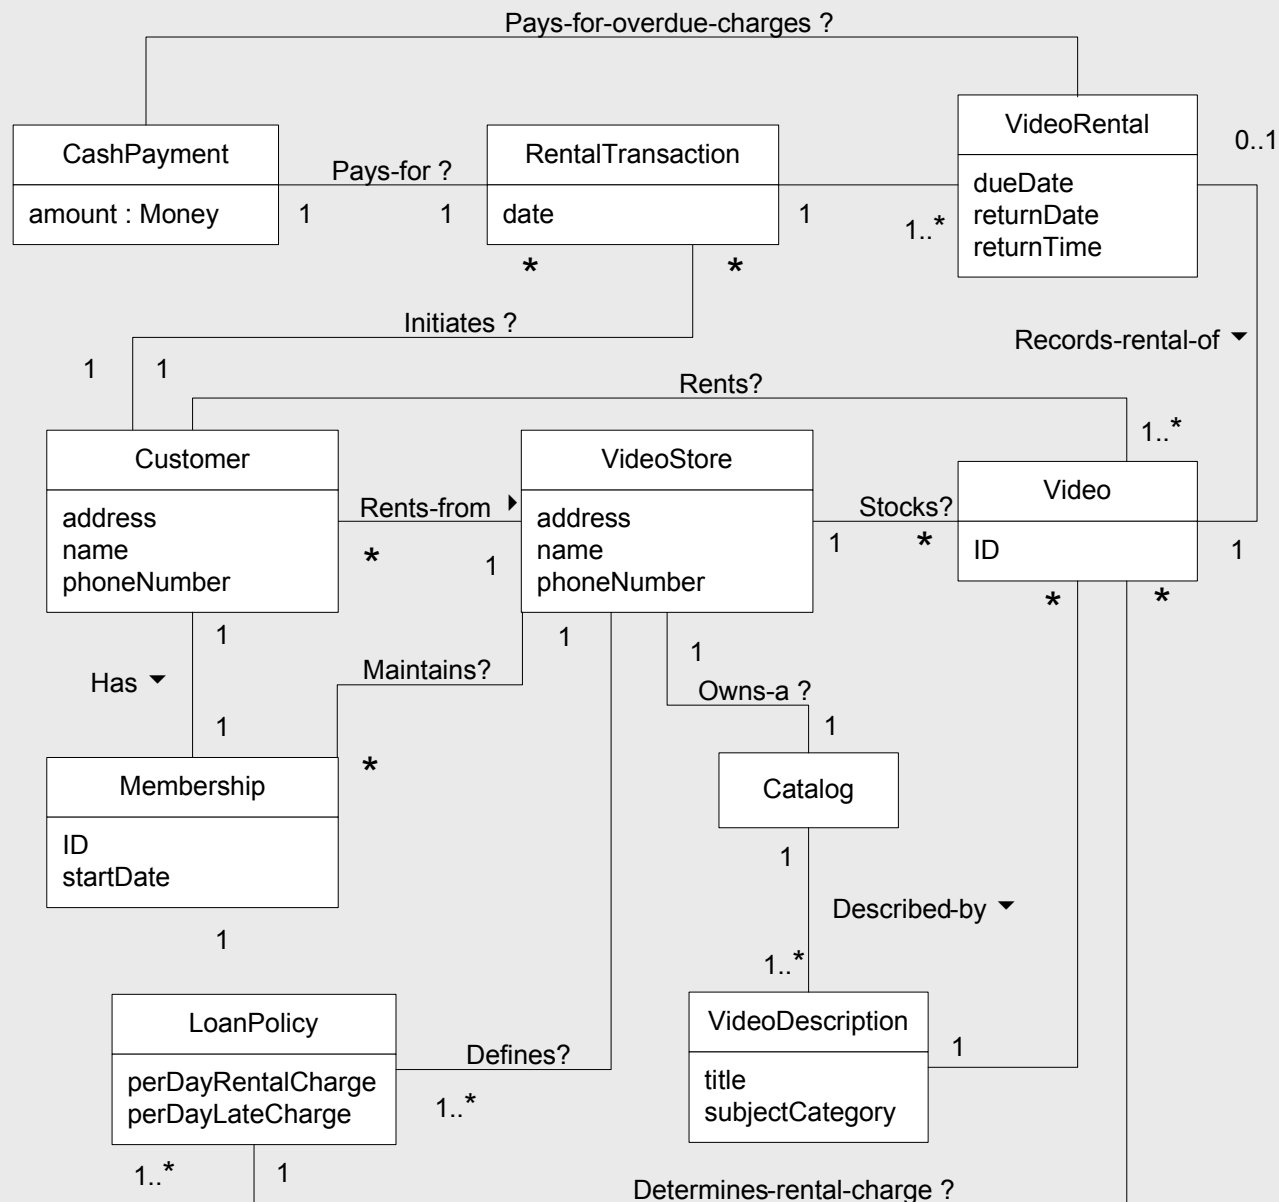 Pays-for-overdue-charges ?
CashPayment
amount : Money
Pays-for ?
1
1
RentalTransaction
date
1
1..*
VideoRental
dueDate
returnDate
returnTime
0..1
*
*
Initiates ?
1
1
Records-rental-of
Rents?
1..*
Customer
address
name
phoneNumber
Rents-from
*
1
VideoStore
address
name
phoneNumber
Stocks?
1
*
Video
ID
1
*
*
1
Has
1
Maintains?
*
1
1
Owns-a ?
1
Membership
ID
startDate
1
Catalog
1
Described-by
1..*
LoanPolicy
perDayRentalCharge
perDayLateCharge
Defines?
1..*
VideoDescription
title
subjectCategory
1
1..*
1
Determines-rental-charge ?